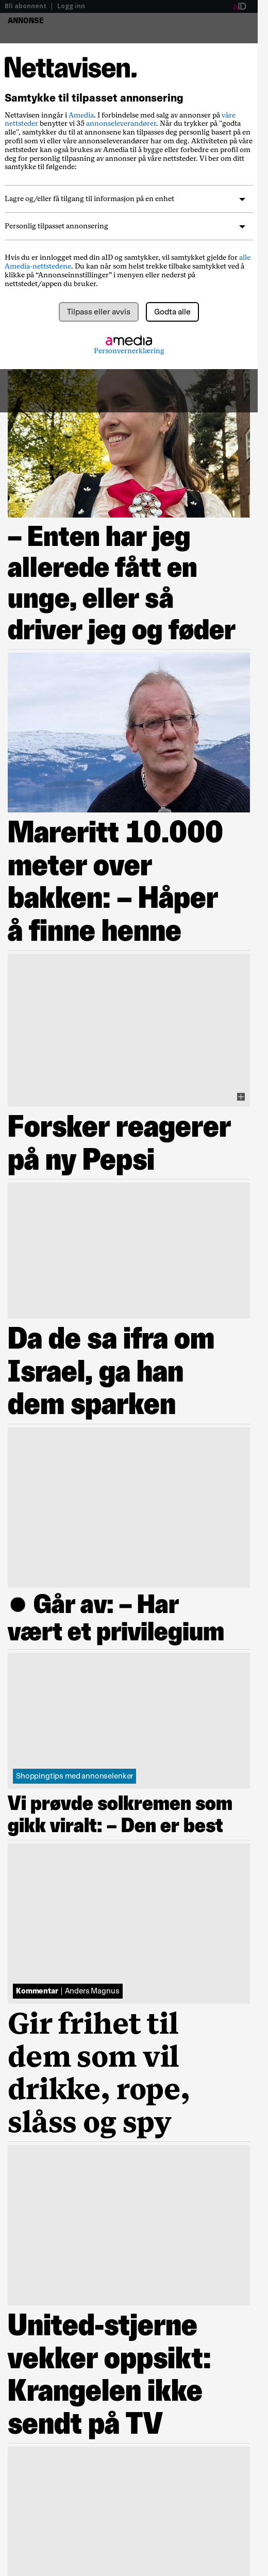 Bli abonnent | Logg inn
aID
ANNONSE
Nettavisen.
Samtykke til tilpasset annonsering
Nettavisen inngår i Amedia. I forbindelse med salg av annonser på våre
nettsteder benytter vi 35 annonseleverandører. Når du trykker på "godta
alle", samtykker du til at annonsene kan tilpasses deg personlig basert på en
profil som vi eller våre annonseleverandører har om deg. Aktiviteten på våre
nettsteder kan også brukes av Amedia til å bygge eller forbedre en profil om
deg for personlig tilpasning av annonser på våre nettsteder. Vi ber om ditt
samtykke til følgende:
Lagre og/eller få tilgang til informasjon på en enhet
Personlig tilpasset annonsering
Hvis du er innlogget med din aID og samtykker, vil samtykket gjelde for alle
Amedia-nettstedene. Du kan når som helst trekke tilbake samtykket ved å
klikke på “Annonseinnstillinger” i menyen eller nederst på
nettstedet/appen du bruker.
Tilpass eller avvis
Godta alle
amedia
Personvernerklæring
– Enten har jeg
allerede fått en
unge, eller så
driver jeg og føder
Mareritt 10.000
meter over
bakken: – Håper
å finne henne
Forsker reagerer
på ny Pepsi
Da de sa ifra om
Israel, ga han
dem sparken
● Går av: – Har
vært et privilegium
Shoppingtips med annonselenker
Vi prøvde solkremen som
gikk viralt: – Den er best
Kommentar | Anders Magnus
Gir frihet til
dem som vil
drikke, rope,
slåss og spy
United-stjerne
vekker oppsikt:
Krangelen ikke
sendt på TV